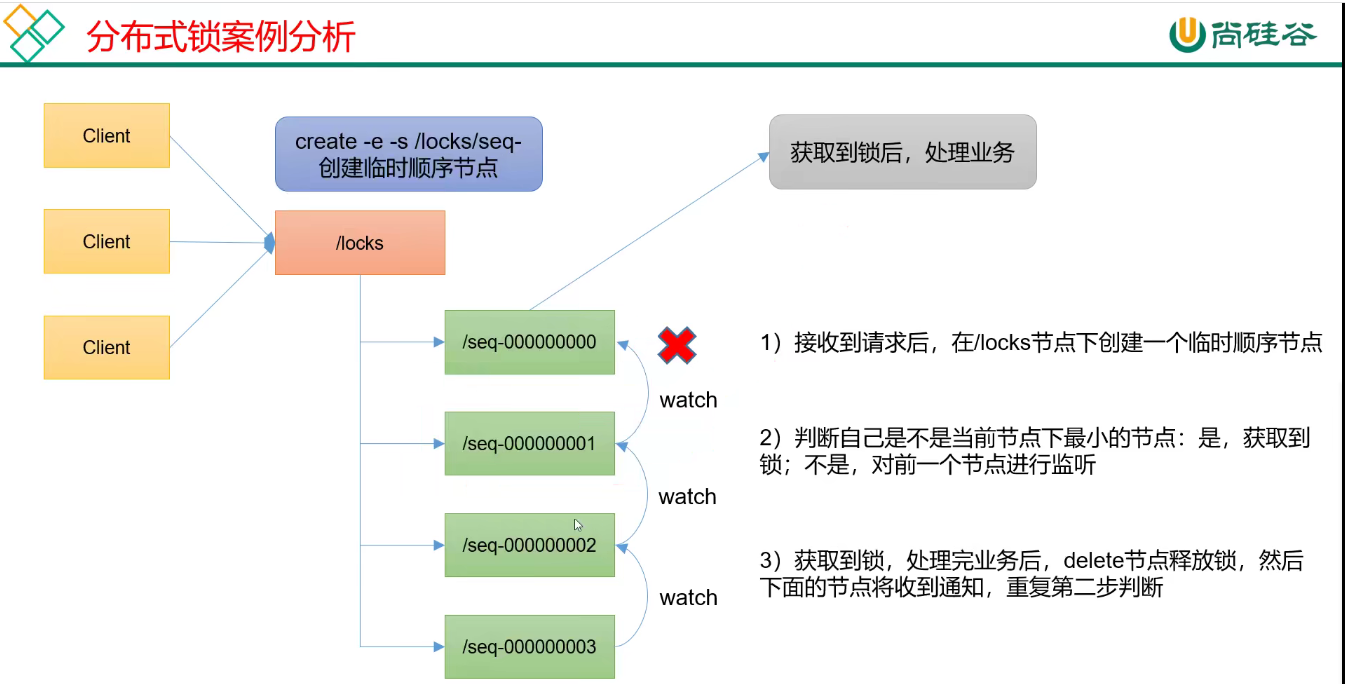 分布式锁案例分析
尚硅谷
Client
create -e -s /locks/seq-
创建临时顺序节点
获取到锁后，处理业务
Client
/locks
Client
/seq-000000000
1）接收到请求后，在/locks节点下创建一个临时顺序节点
watch
/seq-000000001
2）判断自己是不是当前节点下最小的节点：是，获取到
锁；不是，对前一个节点进行监听
watch
/seq-000000002
3）获取到锁，处理完业务后，delete节点释放锁，然后
下面的节点将收到通知，重复第二步判断
watch
/seq-000000003